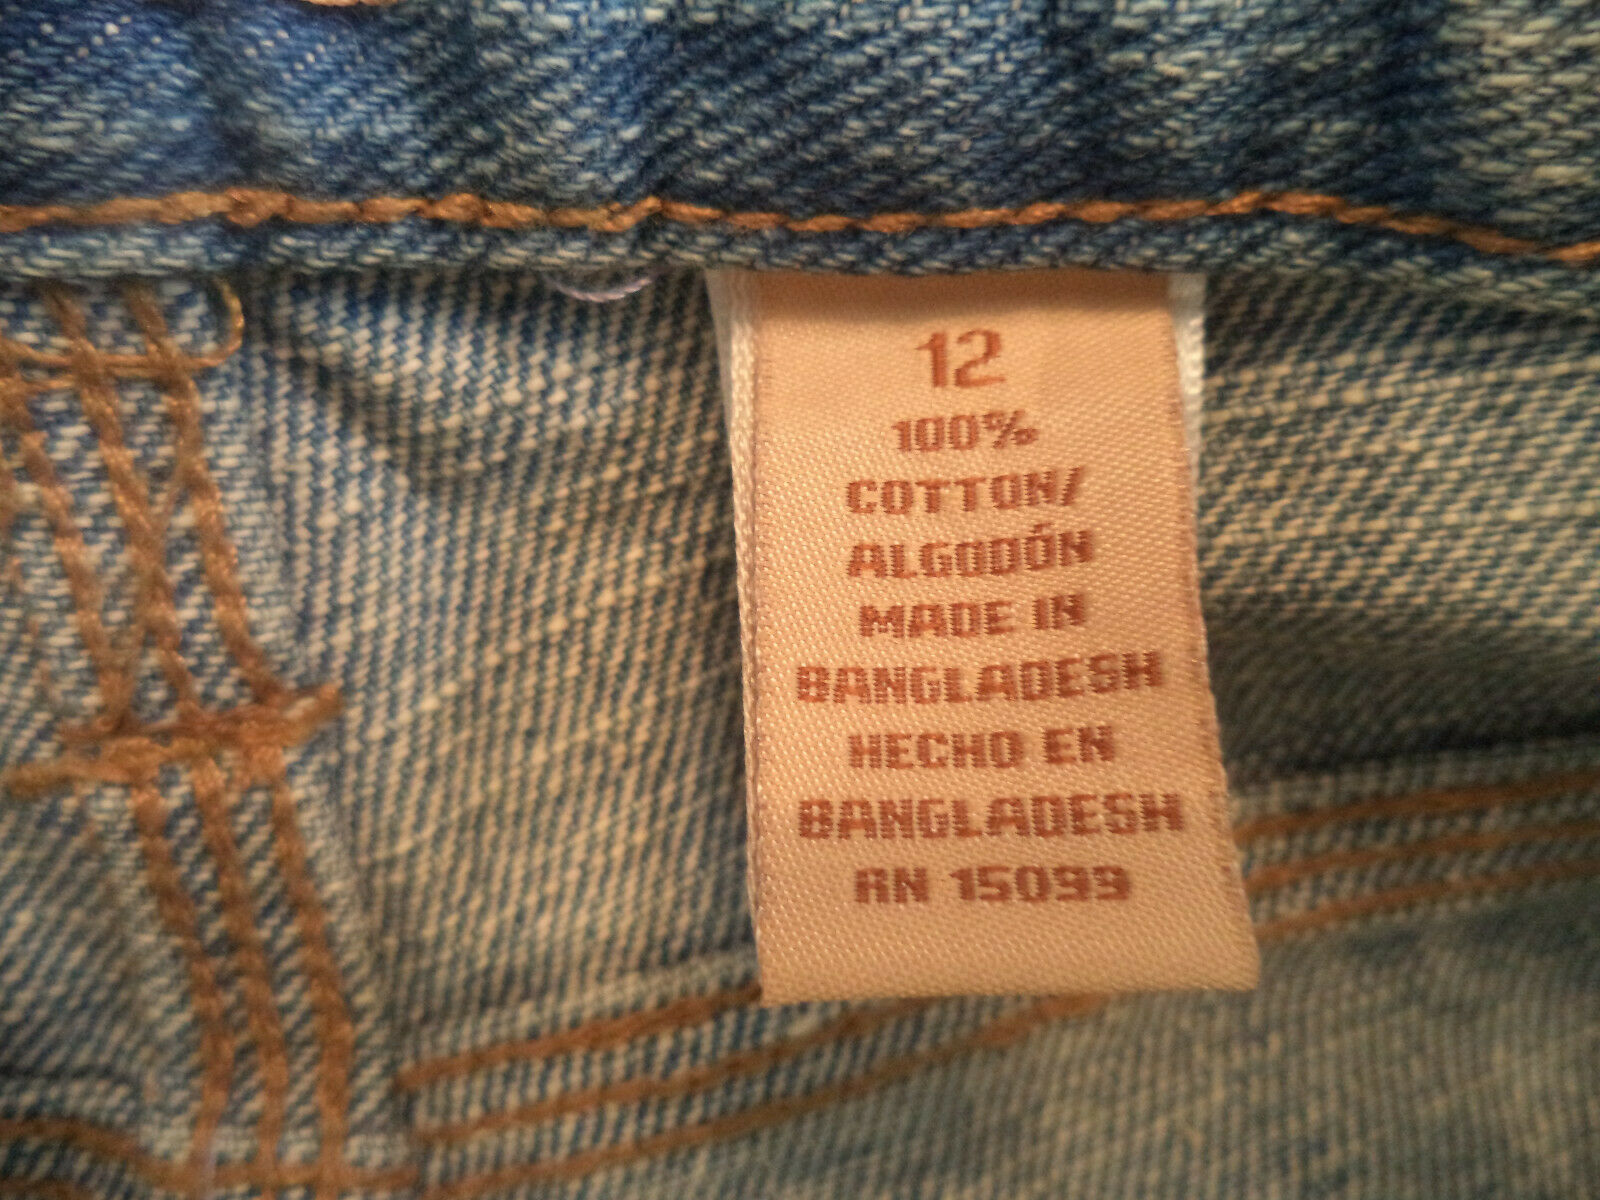 12
100%
COTTON/
ALGODÓN
MADE IN
BANGLADESH
HECHO EN
BANGLADESH
RN 15099